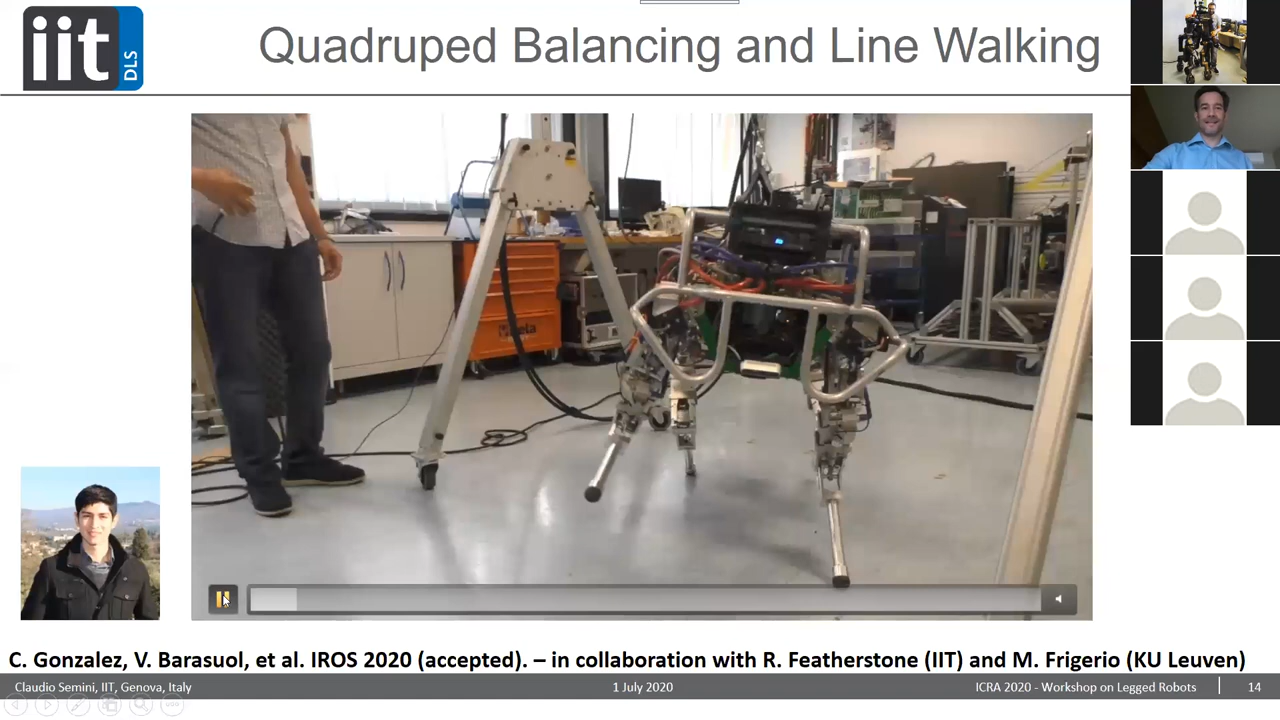 iit
DLS
Quadruped Balancing and Line Walking
Beta
C. Gonzalez, V. Barasuol, et al. IROS 2020 (accepted). – in collaboration with R. Featherstone (IIT) and M. Frigerio (KU Leuven)
Claudio Semini, IIT, Genova, Italy
1 July 2020
ICRA 2020 - Workshop on Legged Robots
14